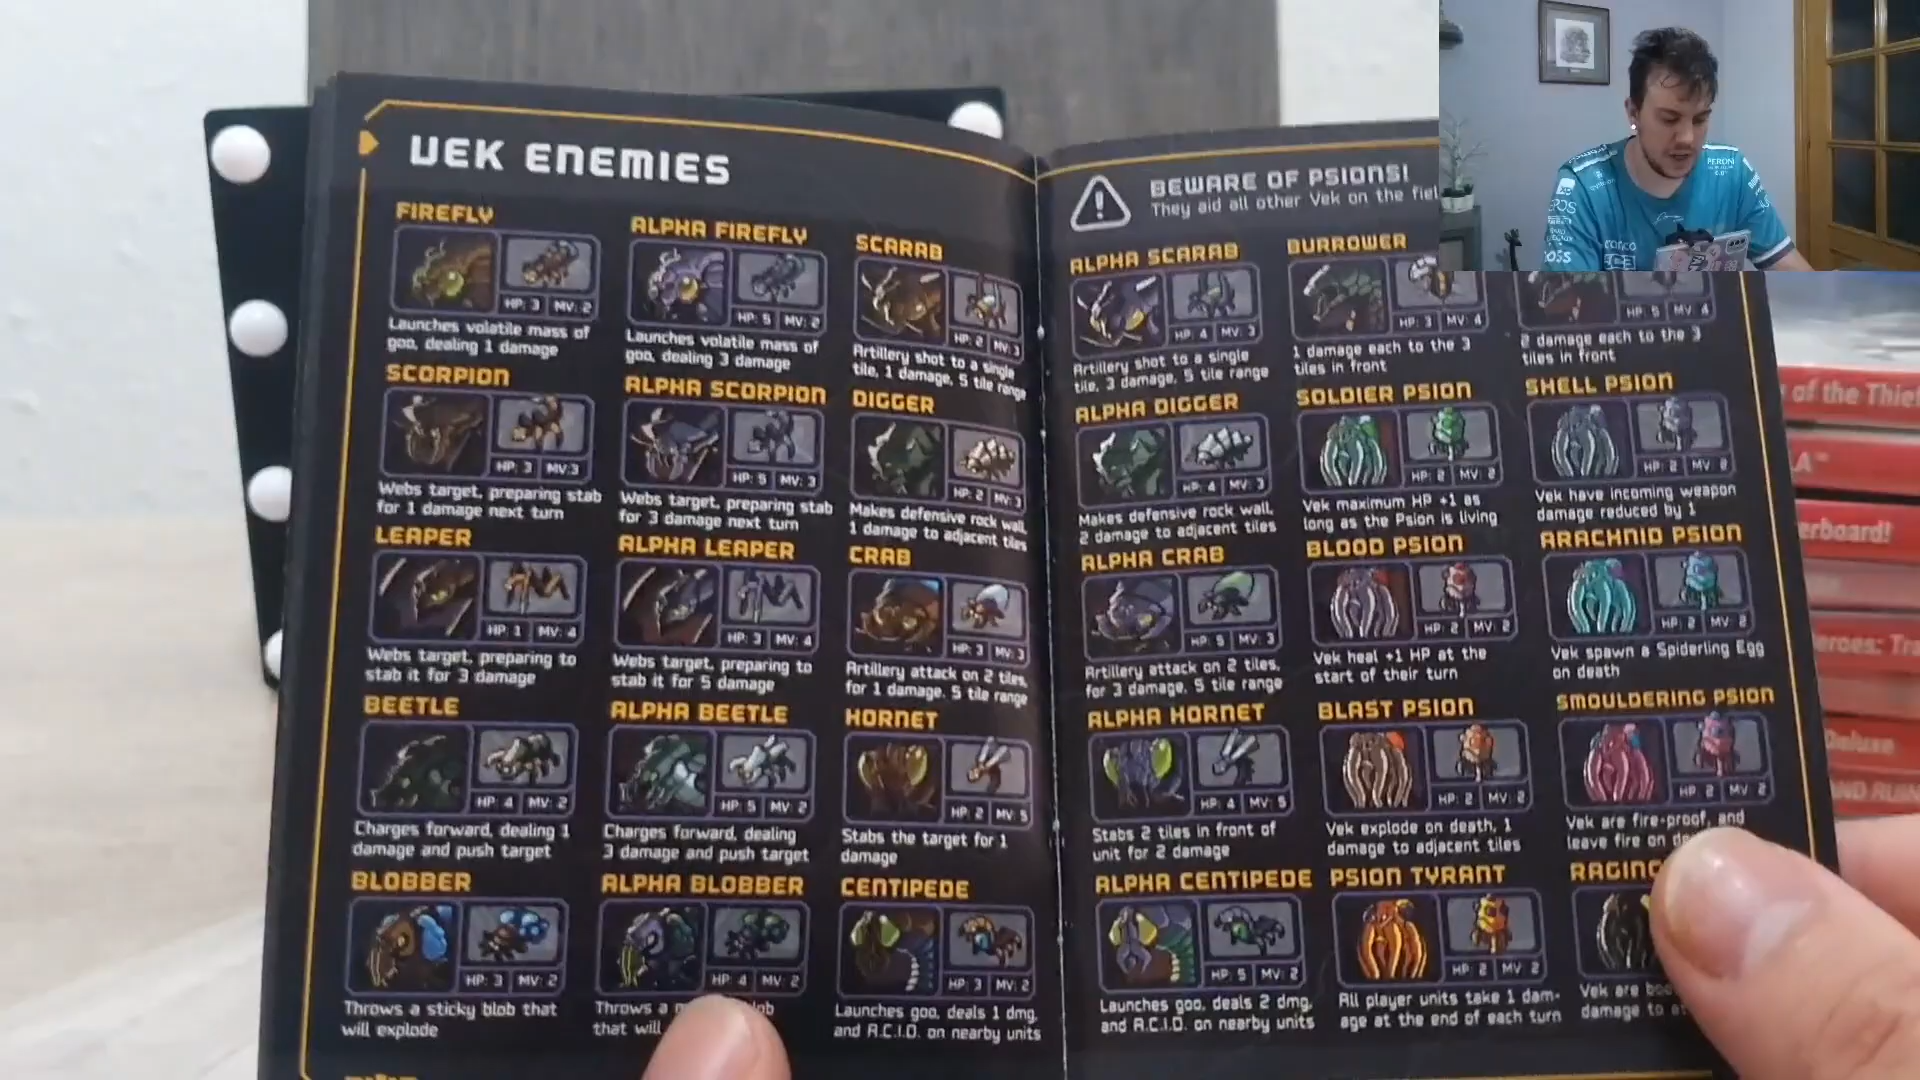 VEK ENEMIES
FIREFLY
HP: 3 MV: 2
Launches volatile mass of
goo, dealing 1 damage
ALPHA FIREFLY
HP: 5 MV: 2
Launches volatile mass of
goo, dealing 3 damage
SCARAB
HP: 2 MV: 3
Artillery shot to a single
tile, 1 damage, 5 tile range
SCORPION
HP: 3 MV:3
Webs target, preparing stab
for 1 damage next turn
ALPHA SCORPION
HP: 5 MV: 3
Webs target, preparing stab
for 3 damage next turn
DIGGER
HP: 2 MV: 3
Makes defensive rock wall,
1 damage to adjacent tiles
LEAPER
HP: 1 MV: 4
Webs target, preparing to
stab it for 3 damage
ALPHA LEAPER
HP: 3 MV: 4
Webs target, preparing to
stab it for 5 damage
CRAB
HP: 3 MV: 3
Artillery attack on 2 tiles,
for 1 damage. 5 tile range
BEETLE
HP: 4 MV: 2
Charges forward, dealing 1
damage and push target
ALPHA BEETLE
HP: 5 MV: 2
Charges forward, dealing
3 damage and push target
HORNET
HP: 2 MV: 5
Stabs the target for 1
damage
BLOBBER
HP: 3 MV: 2
Throws a sticky blob that
will explode
ALPHA BLOBBER
HP: 4 MV: 2
Throws a
that will
CENTIPEDE
HP: 3 MV: 2
Launches goo, deals 1 dmg,
and A.C.I.D. on nearby units
BEWARE OF PSIONS!
They aid all other Vek on the
ALPHA SCARAB
HP: 4 MV: 3
Artillery shot to a single
tile, 3 damage, 5 tile range
BURROWER
HP: 3 MV: 4
1 damage each to the 3
tiles in front
HP: 5 MV: 4
2 damage each to the 3
tiles in front
ALPHA DIGGER
HP: 4 MV: 3
Makes defensive rock wall,
2 damage to adjacent tiles
SOLDIER PSION
HP: 2 MV: 2
Vek maximum HP +1 as
long as the Psion is living
SHELL PSION
HP: 2 MV: 2
Vek have incoming weapon
damage reduced by 1
ALPHA CRAB
HP: 5 MV: 3
Artillery attack on 2 tiles,
for 3 damage. 5 tile range
BLOOD PSION
HP: 2 MV: 2
Vek heal +1 HP at the
start of their turn
ARACHNID PSION
HP: 2 MV: 2
Vek spawn a Spiderling Egg
on death
ALPHA HORNET
HP: 4 MV: 5
Stabs 2 tiles in front of
unit for 2 damage
BLAST PSION
HP: 2 MV: 2
Vek explode on death, 1
damage to adjacent tiles
SMOULDERING PSION
HP: 2 MV: 2
Vek are fire-proof, and
leave fire on
ALPHA CENTIPEDE
HP: 5 MV: 2
Launches goo, deals 2 dmg,
and A.C.I.D. on nearby units
PSION TYRANT
HP: 2 MV: 2
All player units take 1 dam-
age at the end of each turn
RAGING
Vek are
damage to
of the Thie
erboard!
eroes: Tra
Deluxe
AND RUIN
PERONI